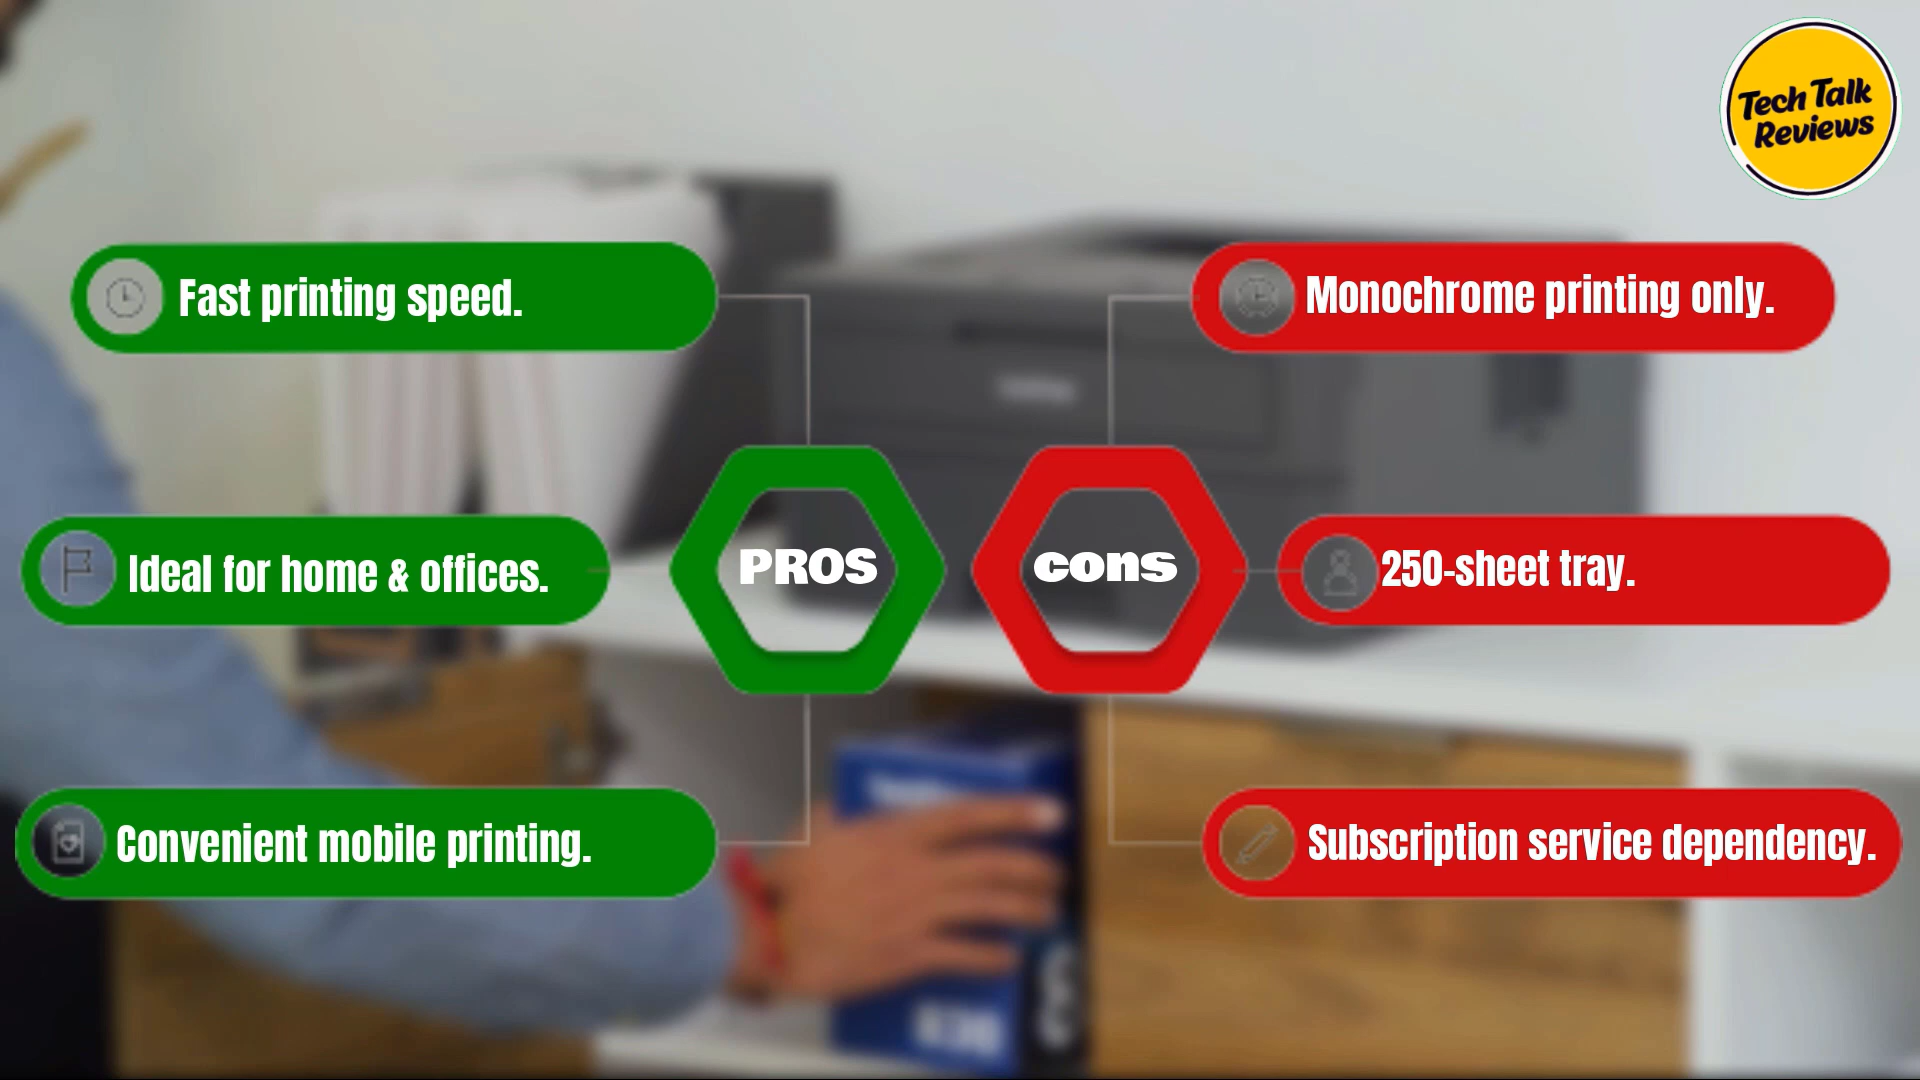 Tech Talk
Reviews
Fast printing speed.
Ideal for home & offices.
Convenient mobile printing.
PROS
cons
Monochrome printing only.
250-sheet tray.
Subscription service dependency.